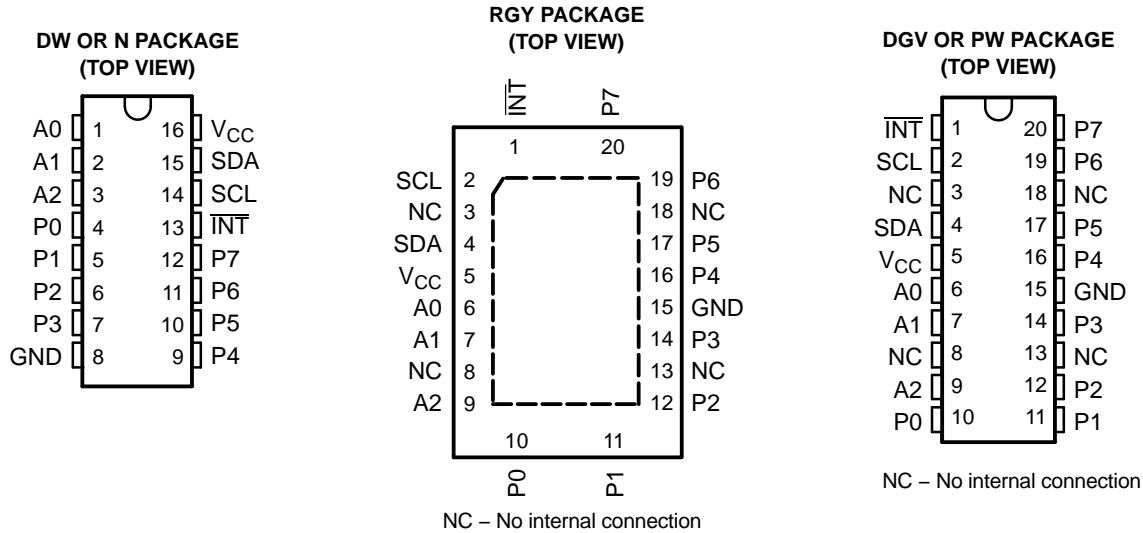 DW OR N PACKAGE
(TOP VIEW)
A0 1 16 VCC
A1 2 15 SDA
A2 3 14 SCL
P0 4 13 INT
P1 5 12 P7
P2 6 11 P6
P3 7 10 P5
GND 8 9 P4
RGY PACKAGE
(TOP VIEW)
INT P7
1 20
SCL 2 19 P6
NC 3 18 NC
SDA 4 17 P5
VCC 5 16 P4
A0 6 15 GND
A1 7 14 P3
NC 8 13 NC
A2 9 12 P2
10 11
P0 P1
NC – No internal connection
DGV OR PW PACKAGE
(TOP VIEW)
INT 1 20 P7
SCL 2 19 P6
NC 3 18 NC
SDA 4 17 P5
VCC 5 16 P4
A0 6 15 GND
A1 7 14 P3
NC 8 13 NC
A2 9 12 P2
P0 10 11 P1
NC – No internal connection